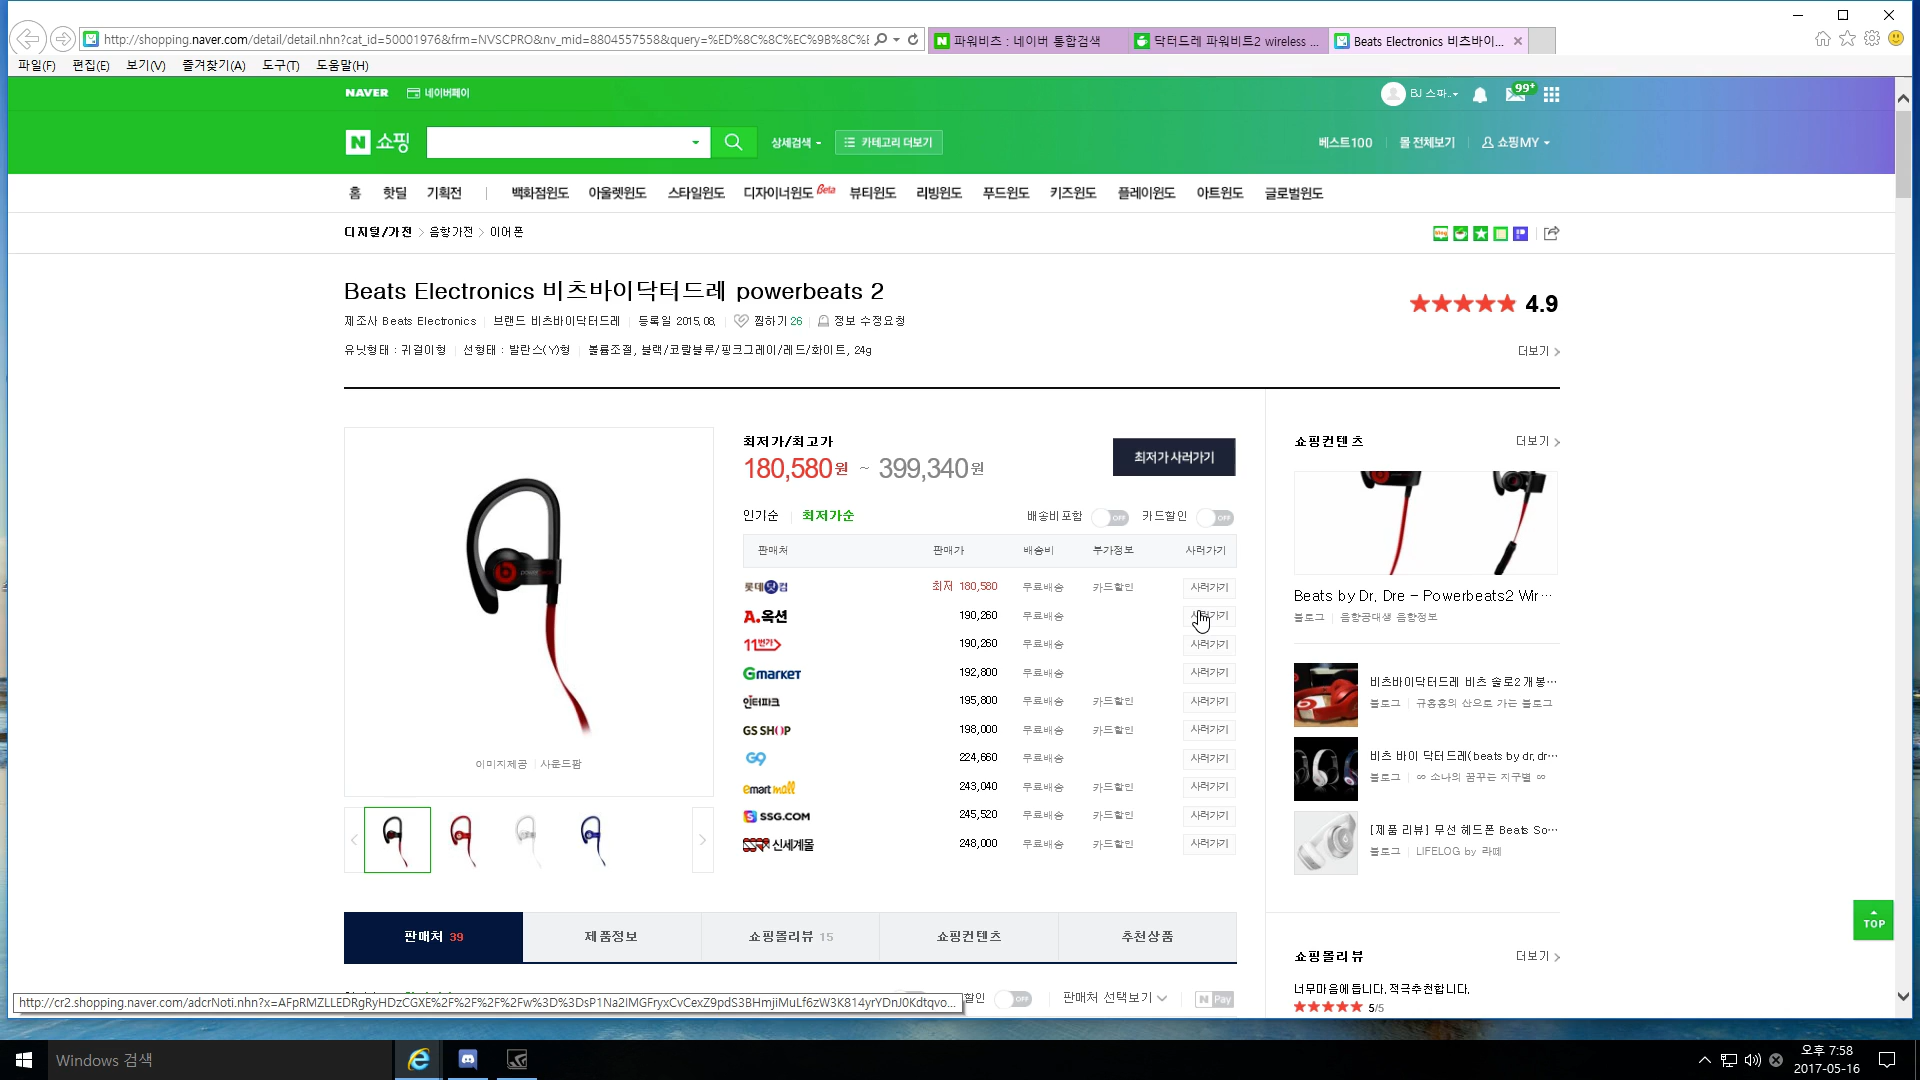 http://shopping.naver.com/detail/detail.nhn?cat_id=50001976&frm=NVSCPRO&nv_mid=8804557558&query=%ED%8C%8C%EC%9B%8C%
파워비츠 : 네이버 통합검색
닥터드레 파워비트2 wireless ...
Beats Electronics 비츠바이...
파일(F) 편집(E) 보기(V) 즐겨찾기(A) 도구(T) 도움말(H)
NAVER 네이버페이
BJ 스파.. 99+
N 쇼핑 상세검색 카테고리 더보기 베스트100 몰 전체보기 쇼핑MY
홈 핫딜 기획전 백화점윈도 아울렛윈도 스타일윈도 디자이너윈도 Beta 뷰티윈도 리빙윈도 푸드윈도 키즈윈도 플레이윈도 아트윈도 글로벌윈도
디지털/가전 > 음향가전 > 이어폰
Beats Electronics 비츠바이닥터드레 powerbeats 2
4.9
제조사 Beats Electronics 브랜드 비츠바이닥터드레 등록일 2015.08. 찜하기 26 정보 수정요청
유닛형태 : 귀걸이형 선형태 : 발란스(Y)형 볼륨조절, 블랙/코랄블루/핑크그레이/레드/화이트, 24g
더보기
최저가/최고가
180,580원 ~ 399,340원
최저가 사러가기
인기순 최저가순 배송비포함 OFF 카드할인 OFF
판매처 판매가 배송비 부가정보 사러가기
롯데닷컴 최저 180,580 무료배송 카드할인 사러가기
A.옥션 190,260 무료배송
11번가 190,260 무료배송 사러가기
Gmarket 192,800 무료배송 사러가기
인터파크 195,800 무료배송 카드할인 사러가기
GS SHOP 198,000 무료배송 카드할인 사러가기
G9 224,660 무료배송 사러가기
emart mall 243,040 무료배송 카드할인 사러가기
SSG.COM 245,520 무료배송 카드할인 사러가기
신세계몰 248,000 무료배송 카드할인 사러가기
이미지제공 사운드팜
쇼핑컨텐츠 더보기
Beats by Dr. Dre - Powerbeats2 Wir...
블로그 음향공대생 음향정보
비츠바이닥터드레 비츠 솔로2 개봉...
블로그 규홍홍의 산으로 가는 블로그
비츠 바이 닥터드레(beats by dr.dr...
블로그 ∞ 소나의 꿈꾸는 지구별 ∞
[제품 리뷰] 무선 헤드폰 Beats So...
블로그 LIFELOG by 라떼
판매처 39 제품정보 쇼핑몰리뷰 15 쇼핑컨텐츠 추천상품
쇼핑몰리뷰 더보기
너무마음에듭니다.적극추천합니다.
5/5
TOP
할인 OFF 판매처 선택보기 N Pay
http://cr2.shopping.naver.com/adcrNoti.nhn?x=AFpRMZLLEDRgRyHDzCGXE%2F%2F%2F%2Fw%3D%3DsP1Na2IMGFryxCvCexZ9pdS3BHmjiMuLf6zW3K814yrYDnJ0Kdtqvo...
Windows 검색
오후 7:58
2017-05-16